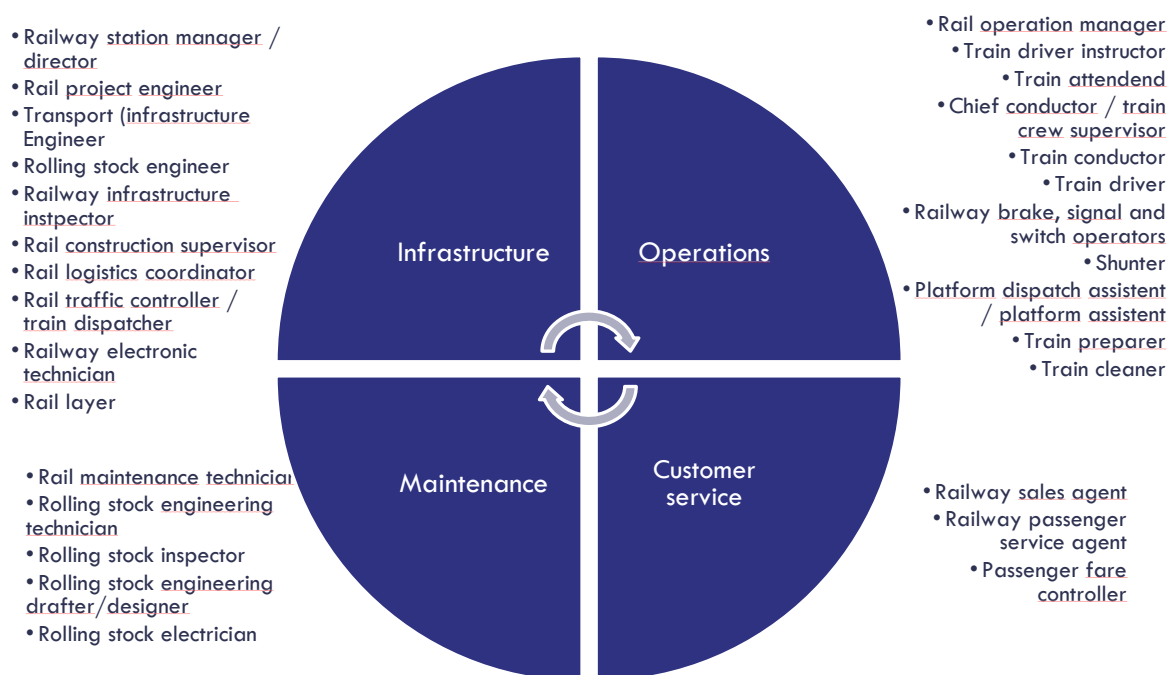 • Railway station manager /
director
• Rail project engineer
• Transport (infrastructure
Engineer
• Rolling stock engineer
• Railway infrastructure
instpector
• Rail construction supervisor
• Rail logistics coordinator
• Rail traffic controller /
train dispatcher
• Railway electronic
technician
• Rail layer
• Rail operation manager
• Train driver instructor
• Train attendend
• Chief conductor / train
crew supervisor
• Train conductor
• Train driver
• Railway brake, signal and
switch operators
• Shunter
• Platform dispatch assistent
/ platform assistent
• Train preparer
• Train cleaner
Infrastructure
Operations
Maintenance
Customer
service
• Rail maintenance technician
• Rolling stock engineering
technician
• Rolling stock inspector
• Rolling stock engineering
drafter/designer
• Rolling stock electrician
• Railway sales agent
• Railway passenger
service agent
• Passenger fare
controller